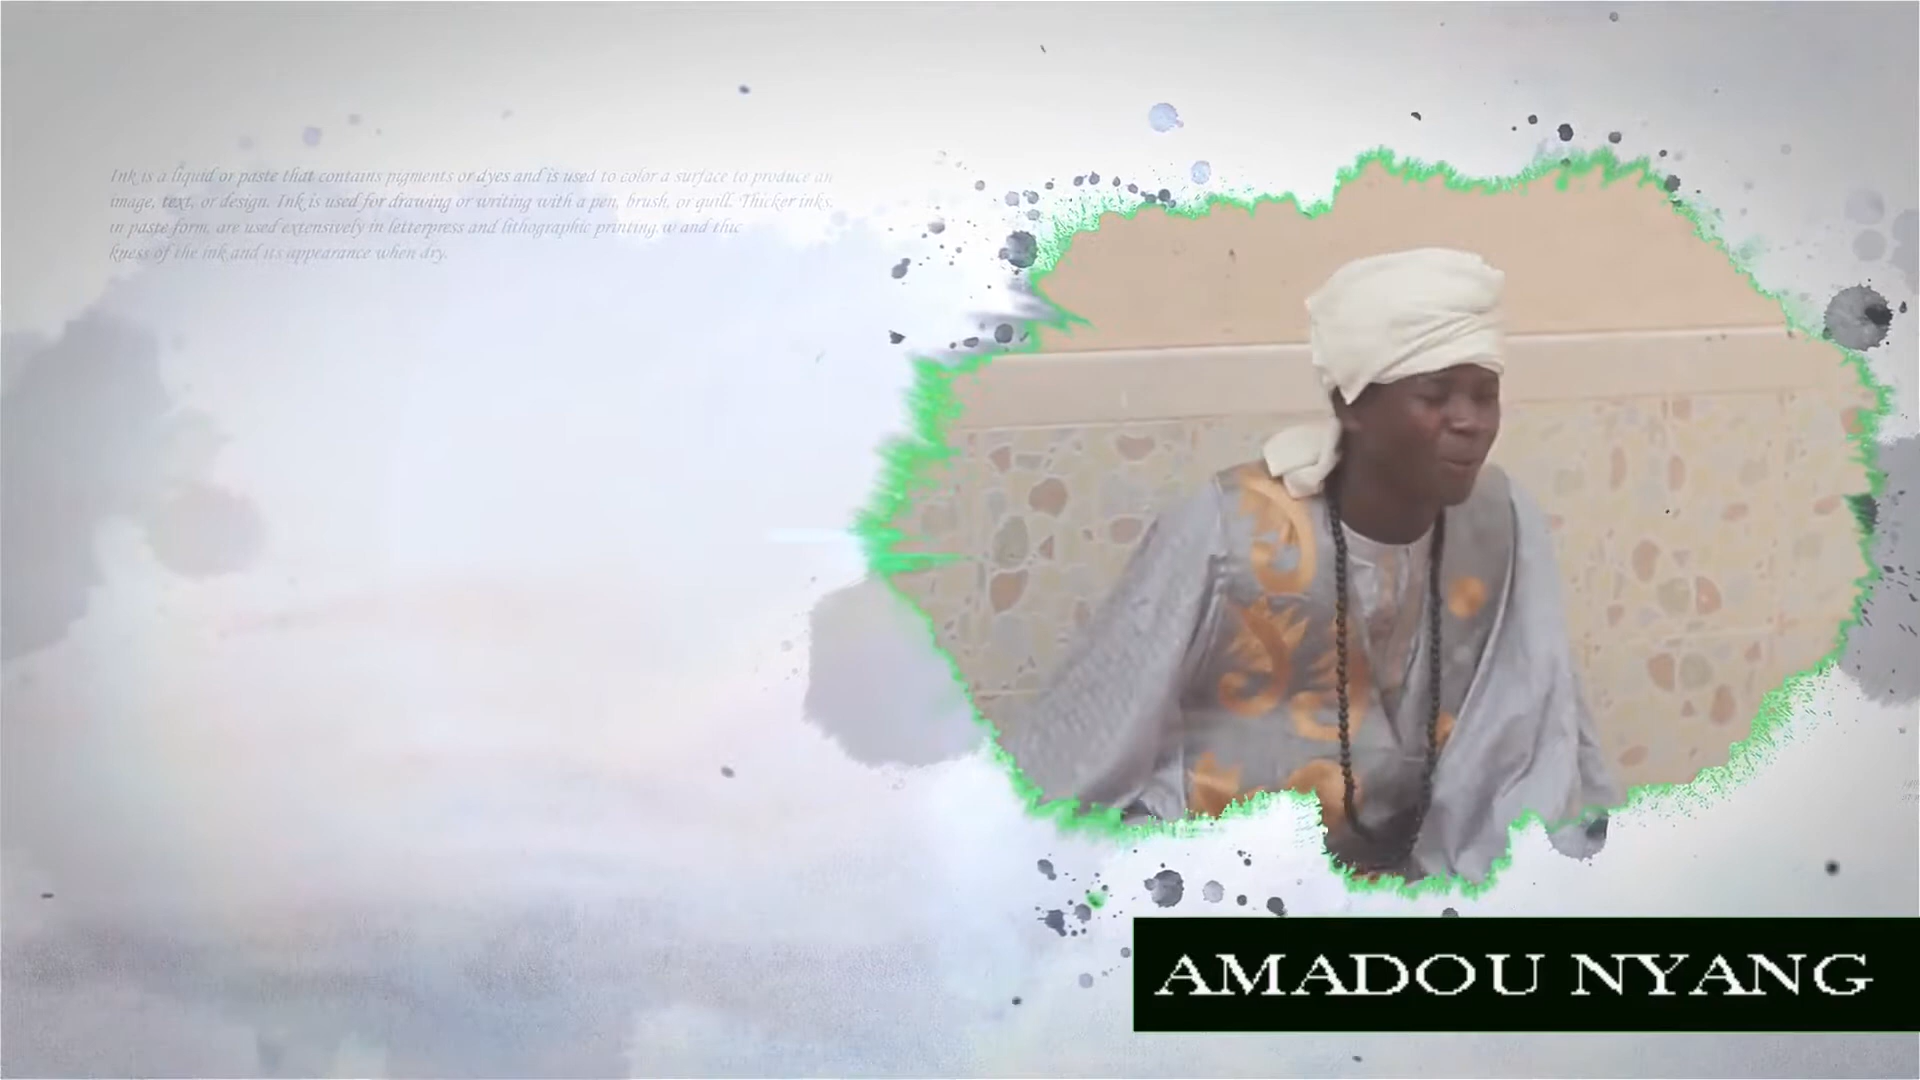 Ink is a liquid or paste that contains pigments or dyes and is used to color a surface to produce an
image, text, or design. Ink is used for drawing or writing with a pen, brush, or quill. Thicker inks,
in paste form, are used extensively in letterpress and lithographic printing.w and thic
kness of the ink and its appearance when dry.
AMADOU NYANG